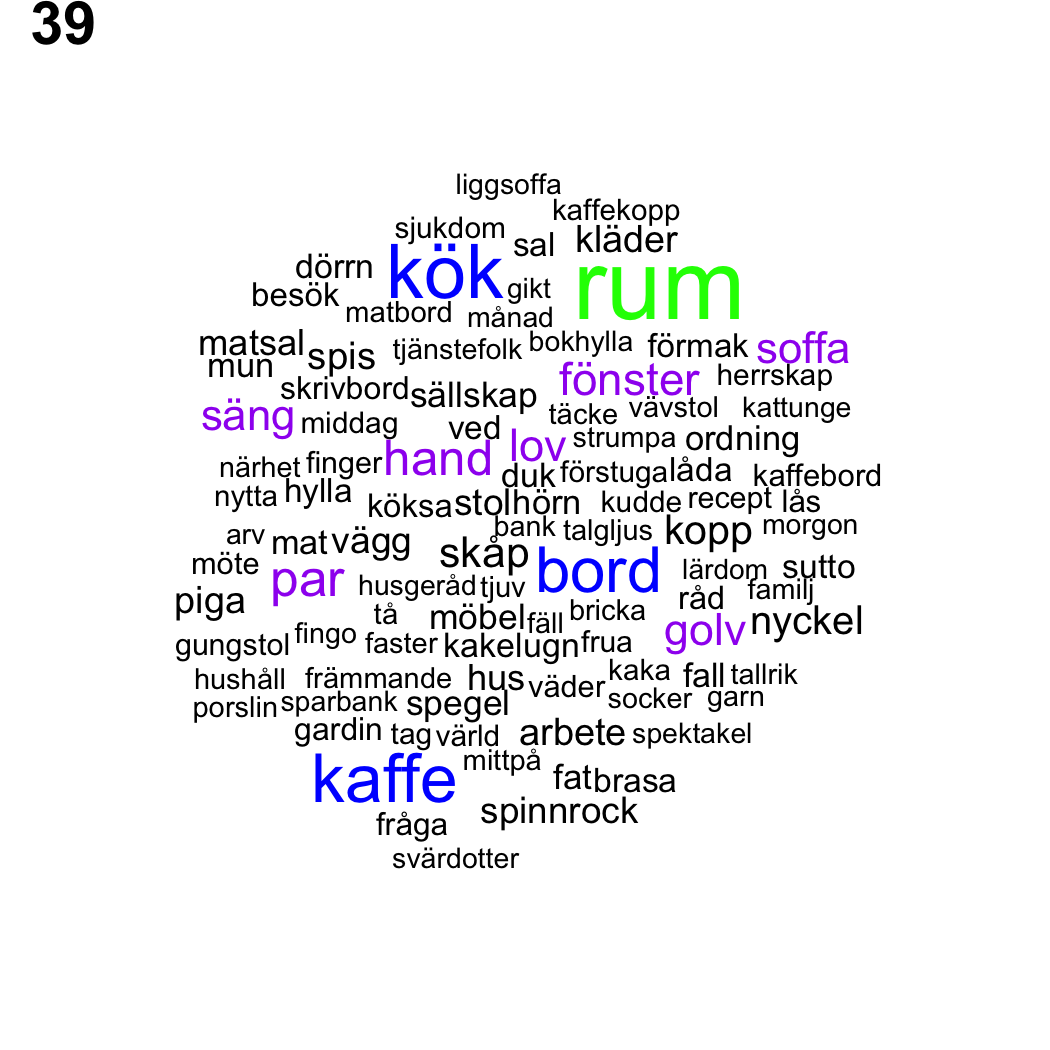 39
liggsoffa
kaffekopp
sjukdom sal kläder
dörrn kök gikt rum
besök matbord månad
matsal spis tjänstefolk bokhylla förmak soffa
mun skrivbord sällskap fönster herrskap
säng middag ved täcke vävstol kattunge
hand lov strumpa ordning
närhet finger duk förstuga låda kaffebord
nytta hylla köksa stol hörn kudde recept lås
arv mat vägg bank talgljus kopp morgon
möte skåp bord lärdom sutto
piga par husgeråd tjuv råd familj
tå möbel fäll bricka golv nyckel
gungstol fingo faster kakelugn frua
hushåll främmande hus väder kaka fall tallrik
porslin sparbank spegel socker garn
gardin tag värld arbete spektakel
kaffe mittpå fat brasa
fråga spinnrock
svärdotter